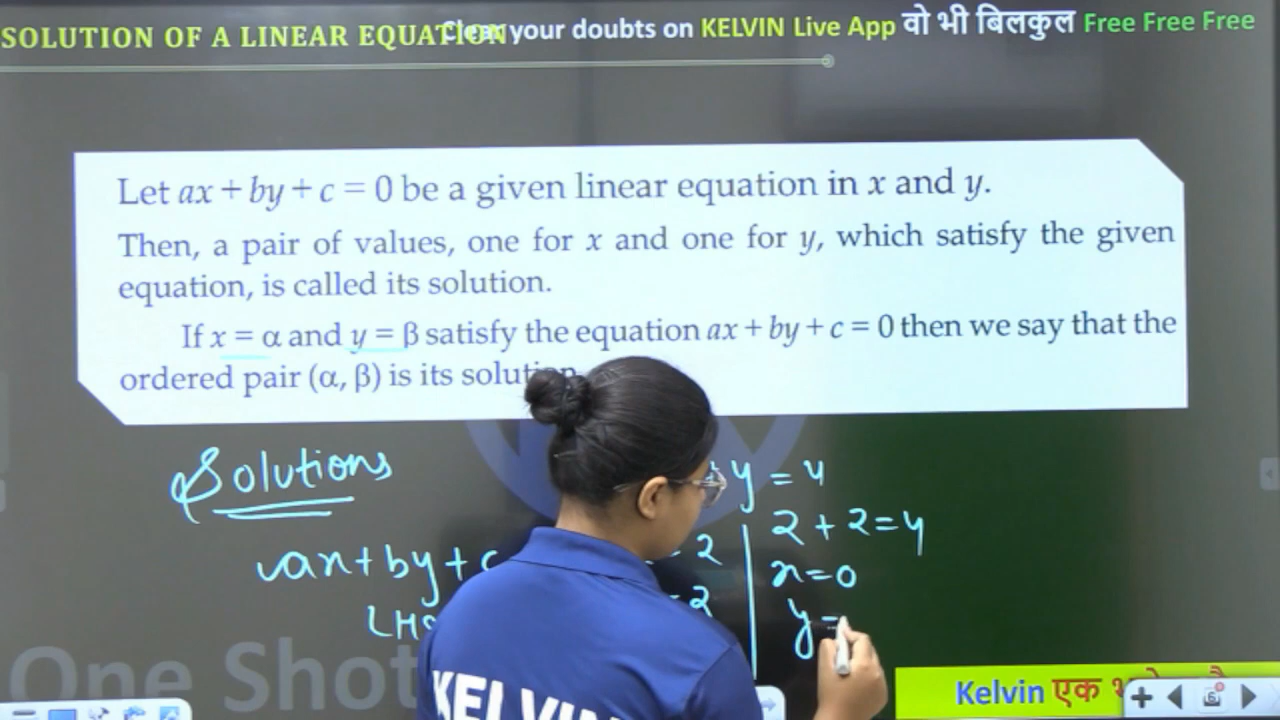 SOLUTION OF A LINEAR EQUATION
Clear your doubts on KELVIN Live App वो भी बिलकुल Free Free Free
Let ax + by + c = 0 be a given linear equation in x and y.
Then, a pair of values, one for x and one for y, which satisfy the given
equation, is called its solution.
If x = α and y = β satisfy the equation ax + by + c = 0 then we say that the
ordered pair (α, β) is its solution
Solutions
y = 4
2 + 2 = 4
ax + by + c
= 2
x = 0
LHS
= 2
y =
One Shot
KELVIN
Kelvin एक